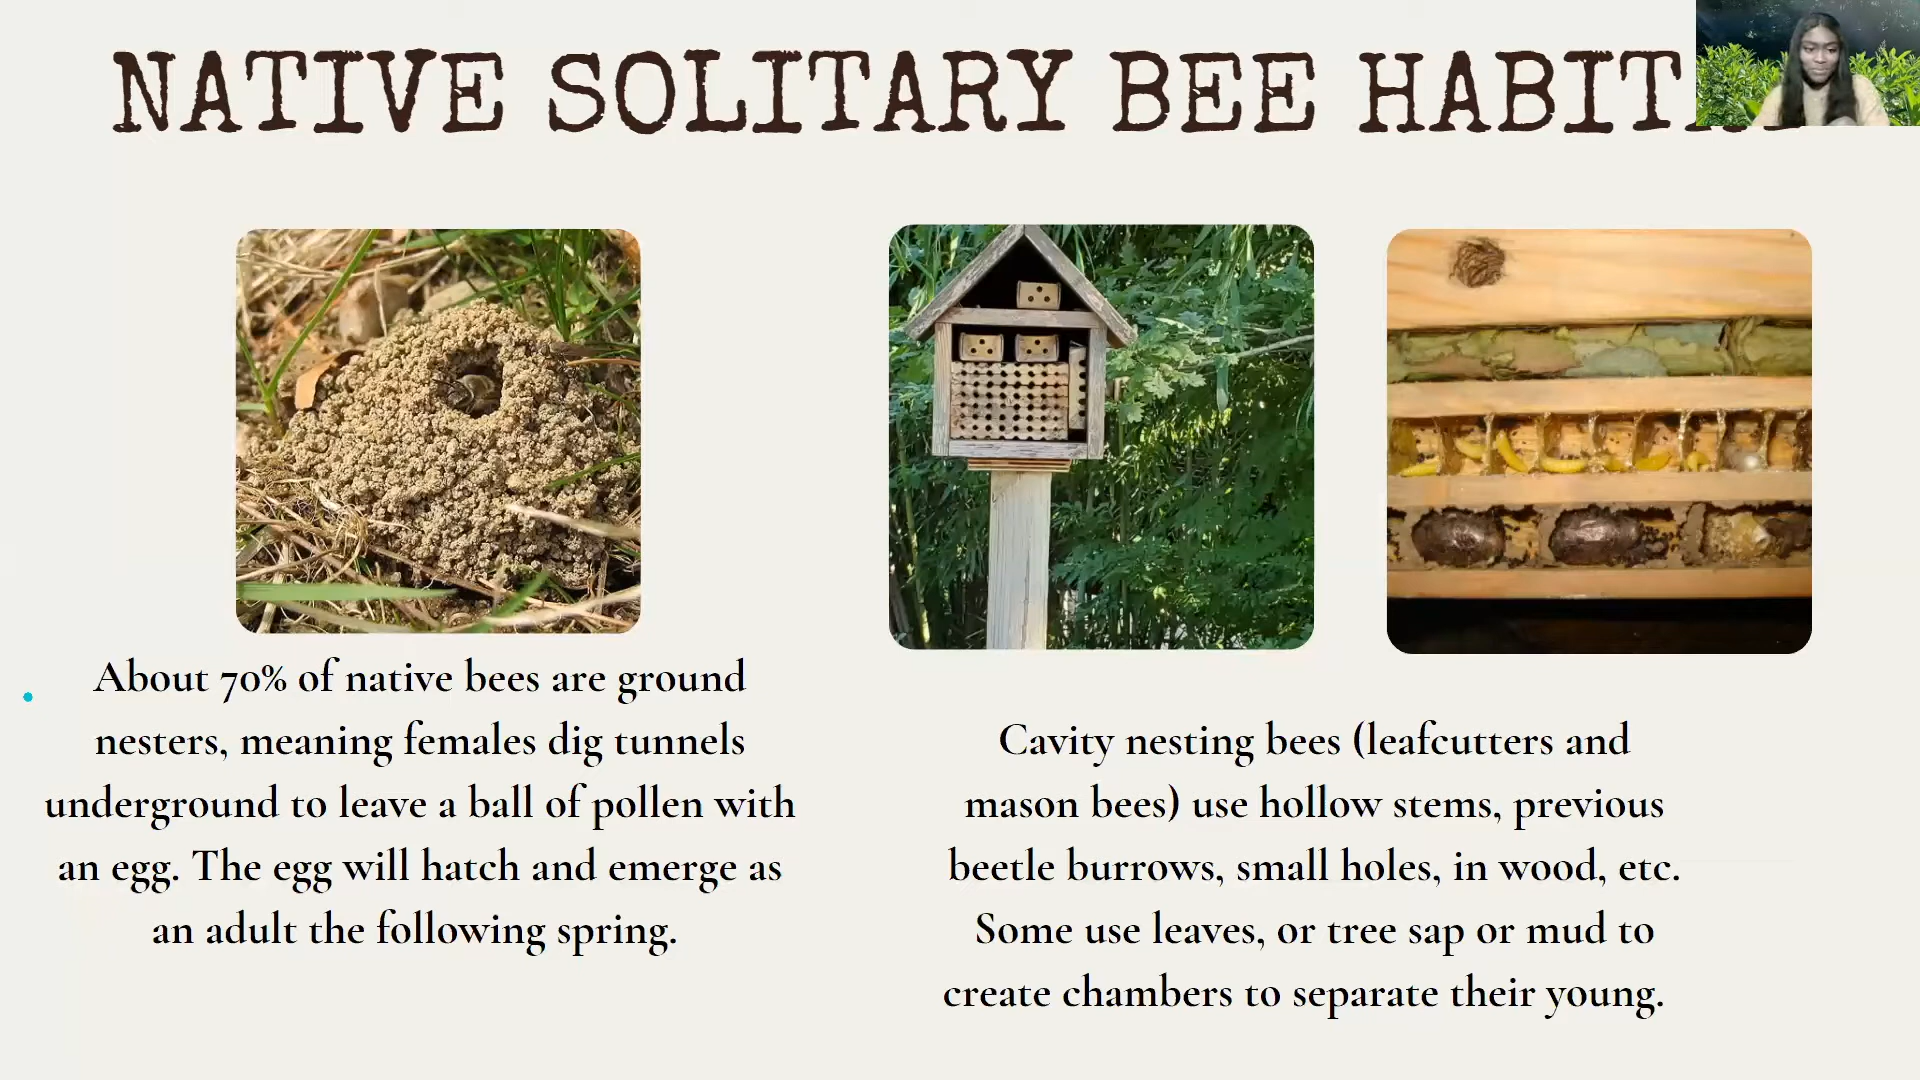 NATIVE SOLITARY BEE HABIT
About 70% of native bees are ground
nesters, meaning females dig tunnels
underground to leave a ball of pollen with
an egg. The egg will hatch and emerge as
an adult the following spring.
Cavity nesting bees (leafcutters and
mason bees) use hollow stems, previous
beetle burrows, small holes, in wood, etc.
Some use leaves, or tree sap or mud to
create chambers to separate their young.